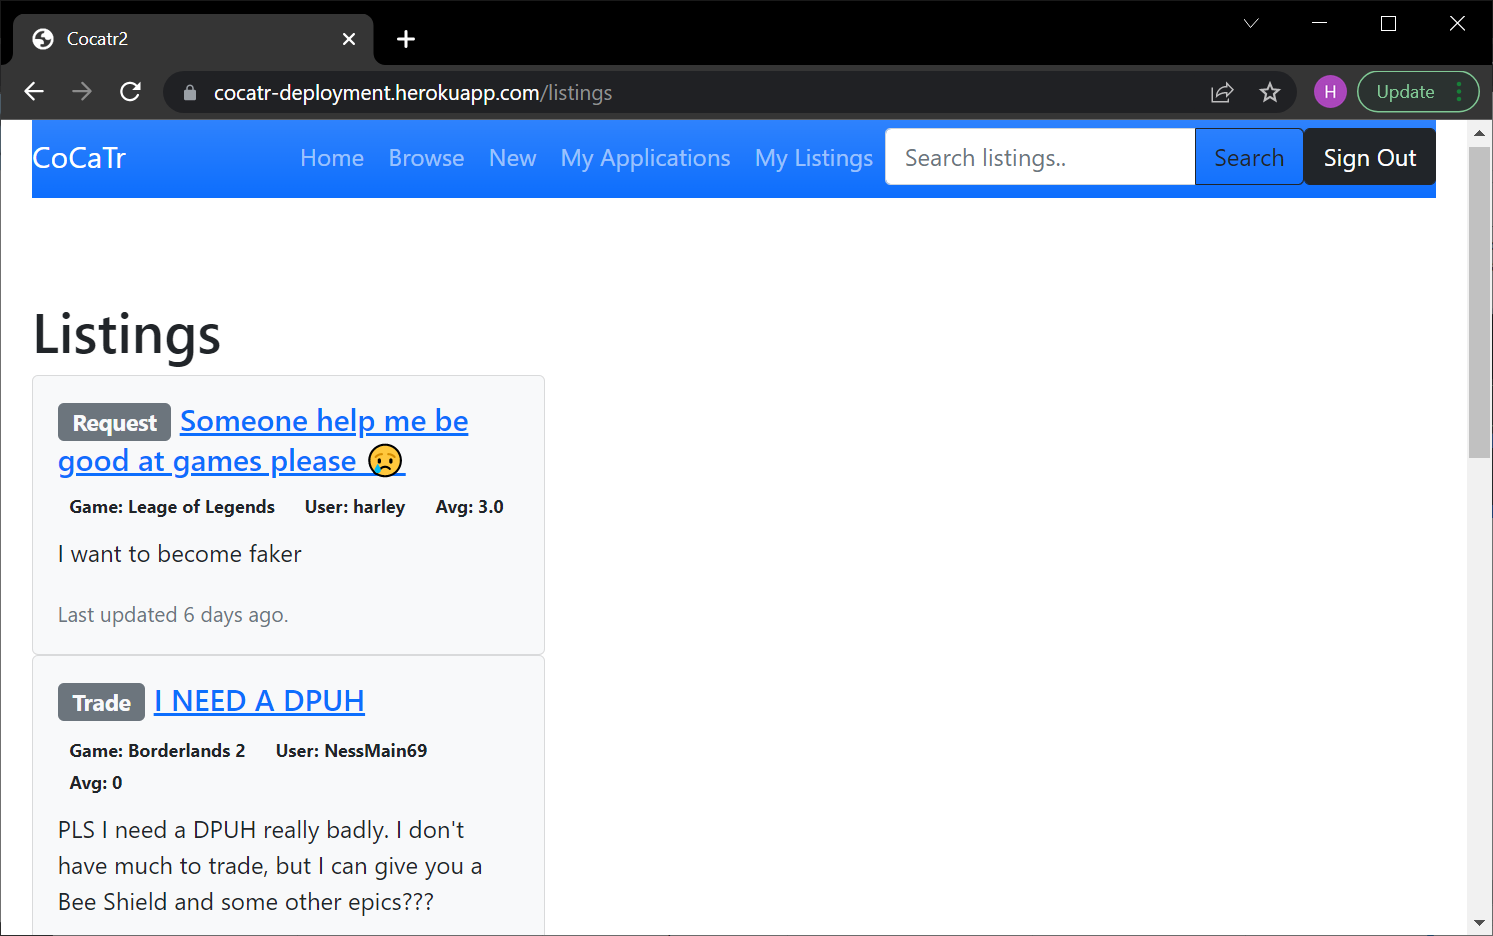 Cocatr2
cocatr-deployment.herokuapp.com/listings
H
Update
CoCaTr Home Browse New My Applications My Listings Search listings.. Search Sign Out
Listings
Request Someone help me be
good at games please 😢
Game: Leage of Legends User: harley Avg: 3.0
I want to become faker
Last updated 6 days ago.
Trade I NEED A DPUH
Game: Borderlands 2 User: NessMain69
Avg: 0
PLS I need a DPUH really badly. I don't
have much to trade, but I can give you a
Bee Shield and some other epics???